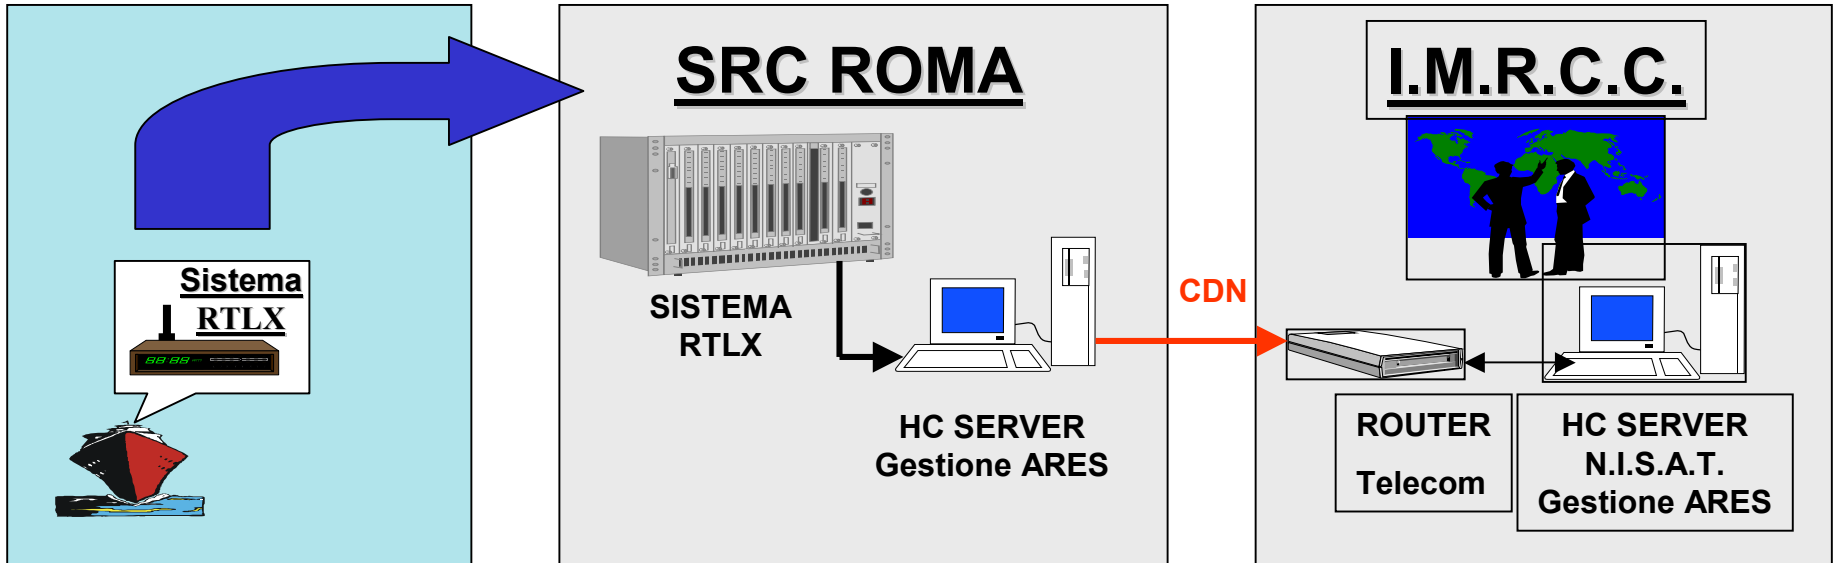 Sistema
RTLX
SRC ROMA
SISTEMA
RTLX
HC SERVER
Gestione ARES
CDN
I.M.R.C.C.
ROUTER
Telecom
HC SERVER
N.I.S.A.T.
Gestione ARES